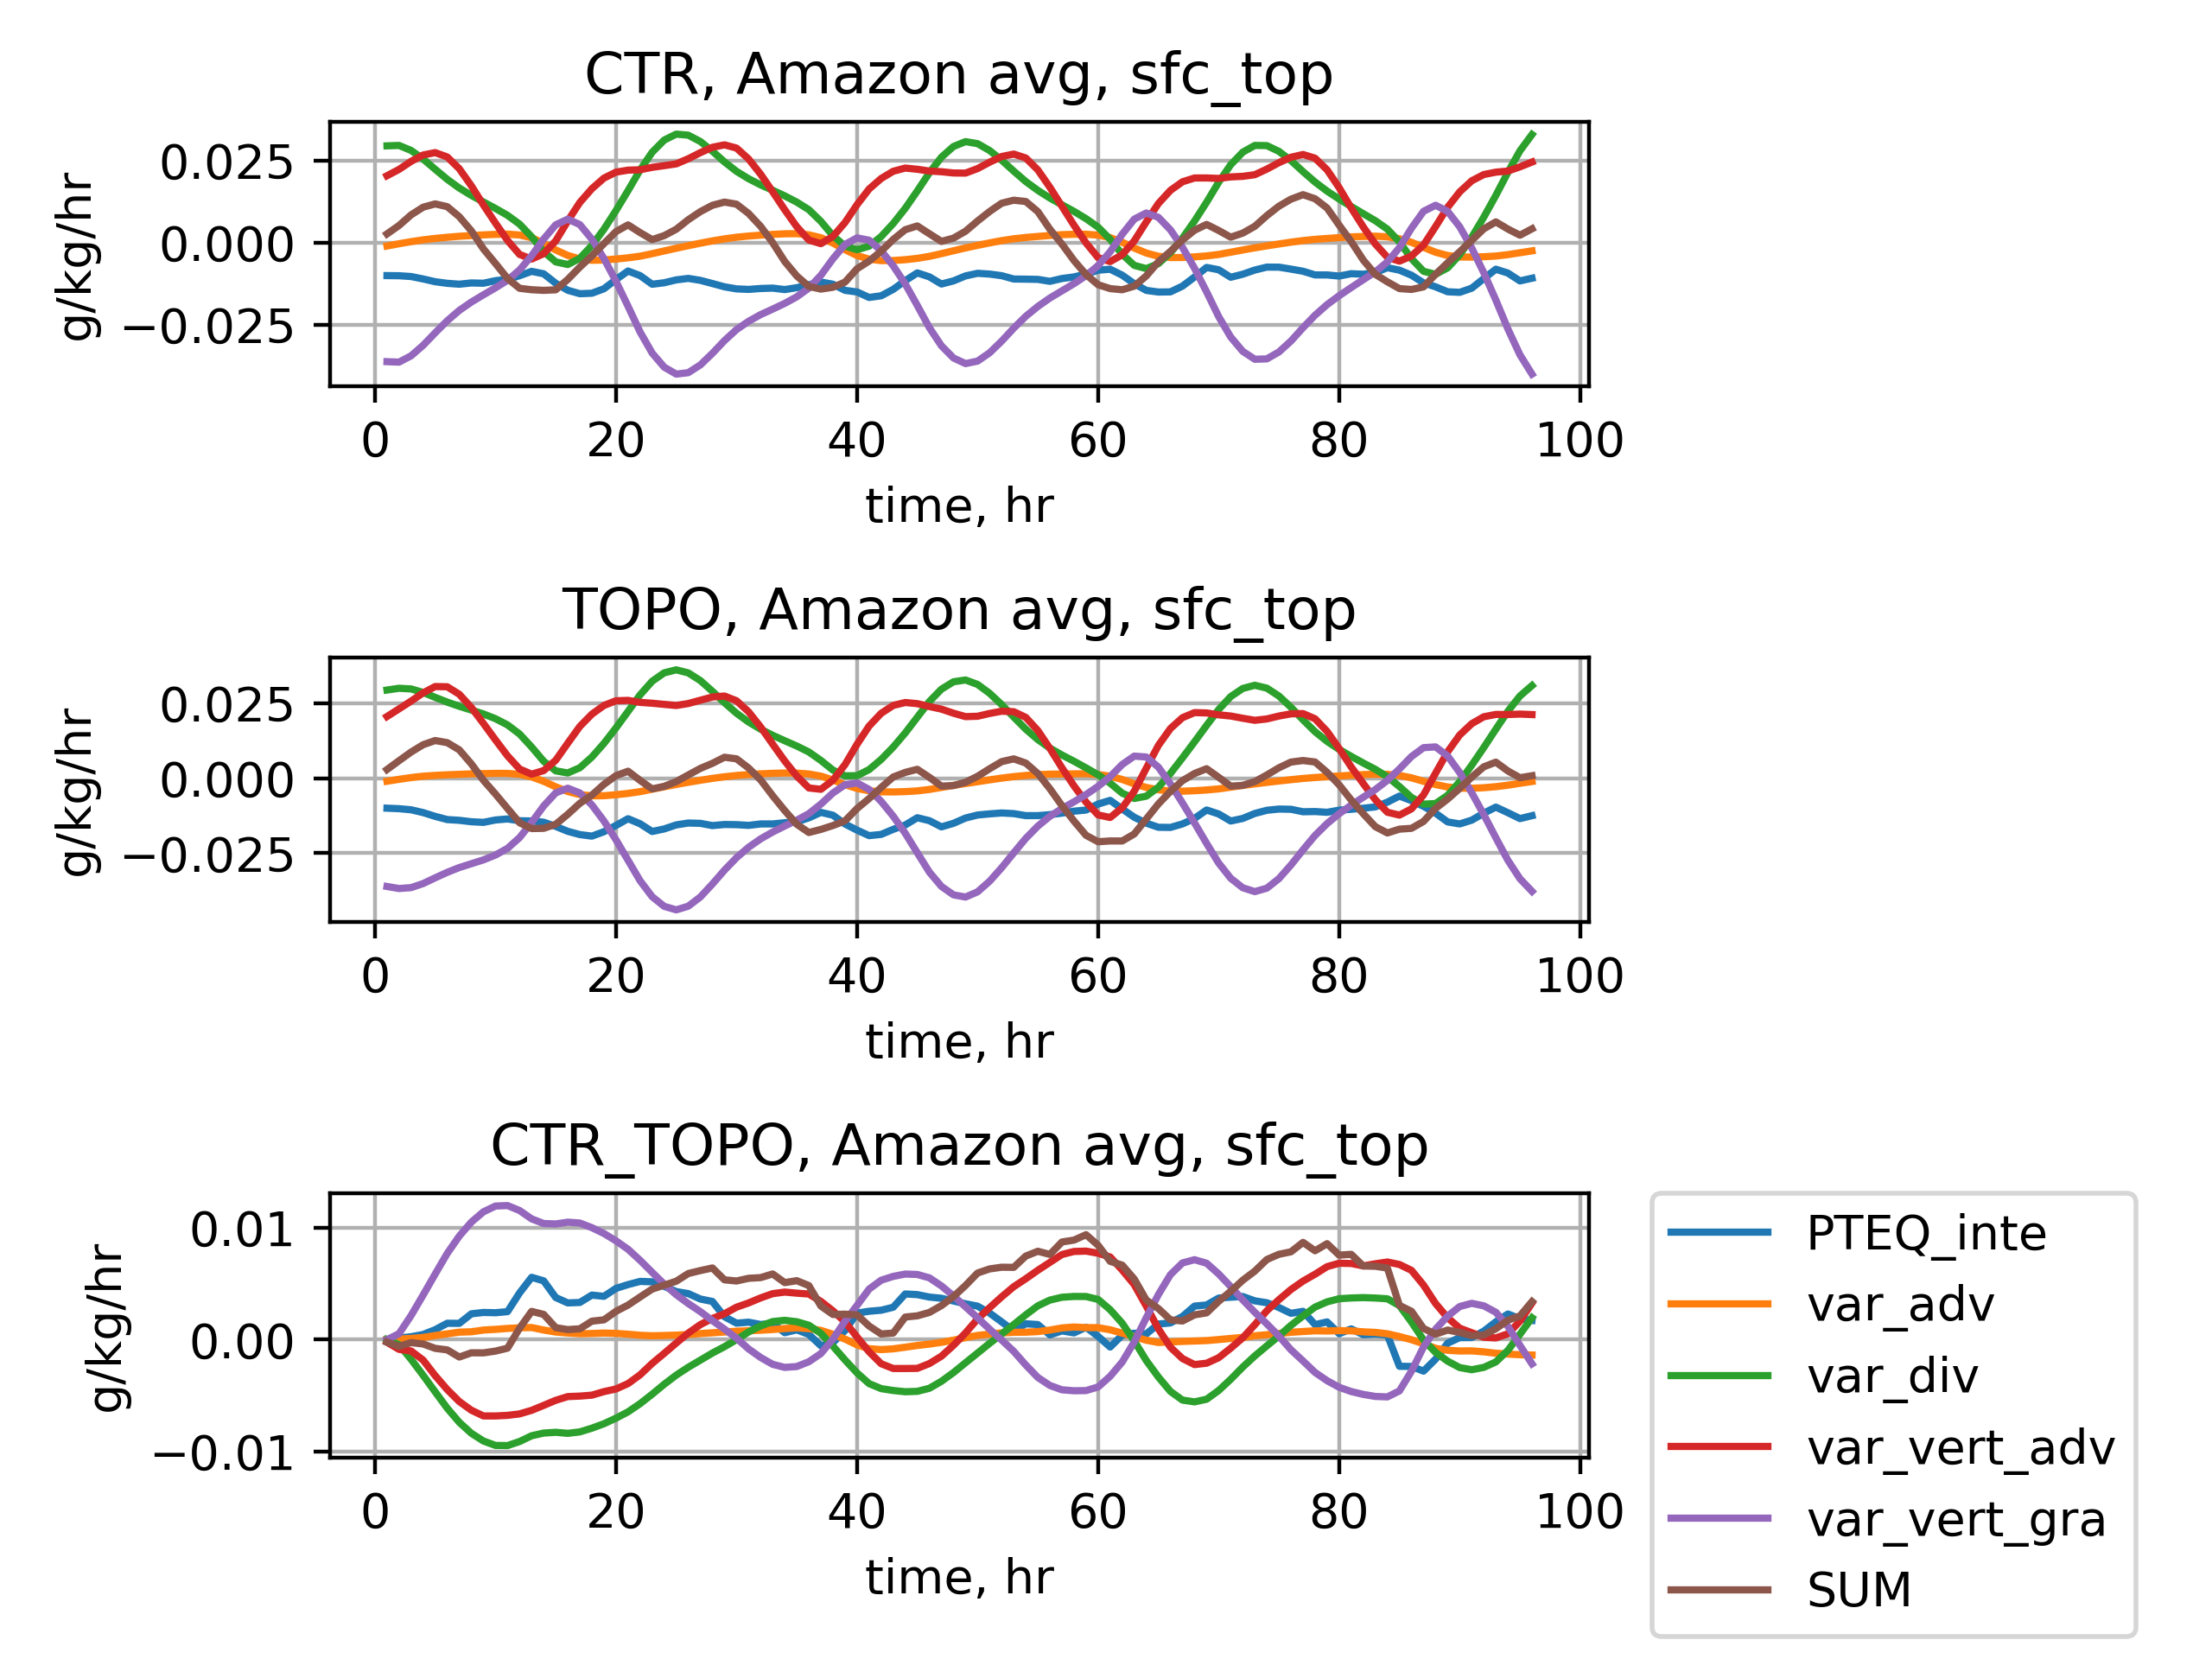 CTR, Amazon avg, sfc_top
g/kg/hr
0.025
0.000
−0.025
0 20 40 60 80 100
time, hr
TOPO, Amazon avg, sfc_top
g/kg/hr
0.025
0.000
−0.025
0 20 40 60 80 100
time, hr
CTR_TOPO, Amazon avg, sfc_top
g/kg/hr
0.01
0.00
−0.01
0 20 40 60 80 100
time, hr
PTEQ_inte
var_adv
var_div
var_vert_adv
var_vert_gra
SUM